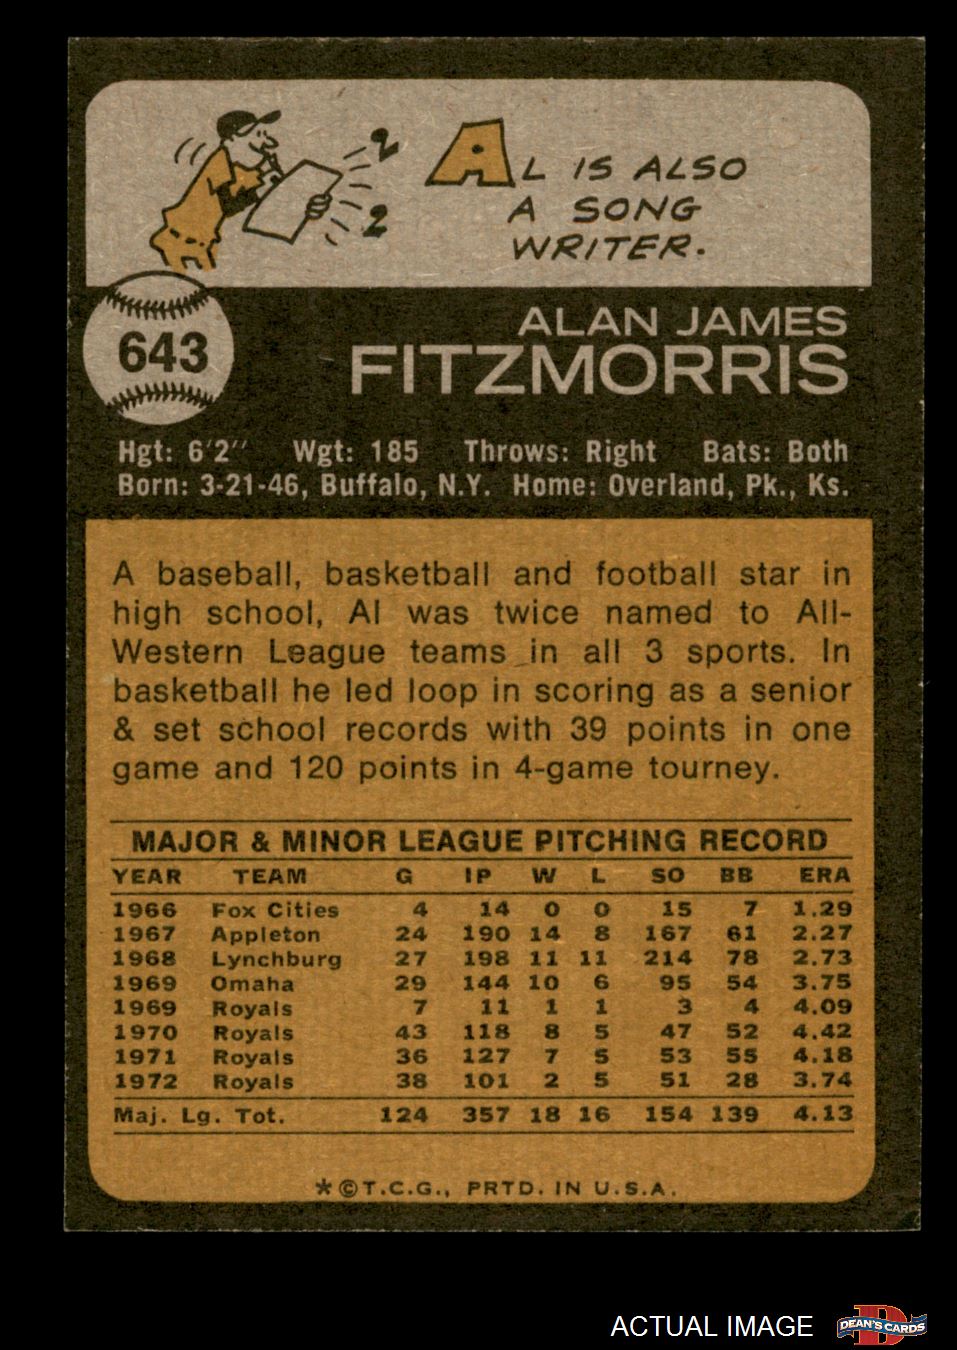 2
2
AL IS ALSO
A SONG
WRITER.
643
ALAN JAMES
FITZMORRIS
Hgt: 6'2'' Wgt: 185 Throws: Right Bats: Both
Born: 3-21-46, Buffalo, N.Y. Home: Overland, Pk., Ks.
A baseball, basketball and football star in
high school, Al was twice named to All-
Western League teams in all 3 sports. In
basketball he led loop in scoring as a senior
& set school records with 39 points in one
game and 120 points in 4-game tourney.
MAJOR & MINOR LEAGUE PITCHING RECORD
YEAR TEAM G IP W L SO BB ERA
1966 Fox Cities 4 14 0 0 15 7 1.29
1967 Appleton 24 190 14 8 167 61 2.27
1968 Lynchburg 27 198 11 11 214 78 2.73
1969 Omaha 29 144 10 6 95 54 3.75
1969 Royals 7 11 1 1 3 4 4.09
1970 Royals 43 118 8 5 47 52 4.42
1971 Royals 36 127 7 5 53 55 4.18
1972 Royals 38 101 2 5 51 28 3.74
Maj. Lg. Tot. 124 357 18 16 154 139 4.13
*©T.C.G., PRTD. IN U.S.A.
ACTUAL IMAGE
D
DEAN'S CARDS